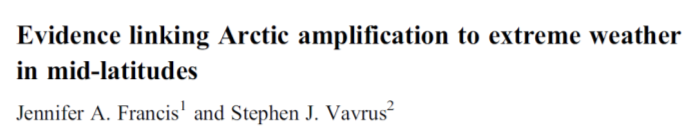 Evidence linking Arctic amplification to extreme weather
in mid-latitudes
Jennifer A. Francis¹ and Stephen J. Vavrus²